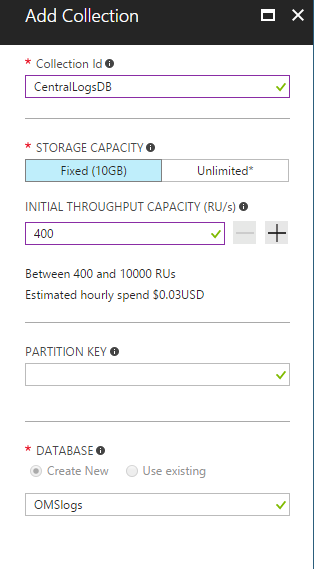 Add Collection
* Collection Id
CentralLogsDB
* STORAGE CAPACITY
Fixed (10GB) Unlimited*
INITIAL THROUGHPUT CAPACITY (RU/s)
400
Between 400 and 10000 RUs
Estimated hourly spend $0.03USD
PARTITION KEY
* DATABASE
Create New Use existing
OMSlogs